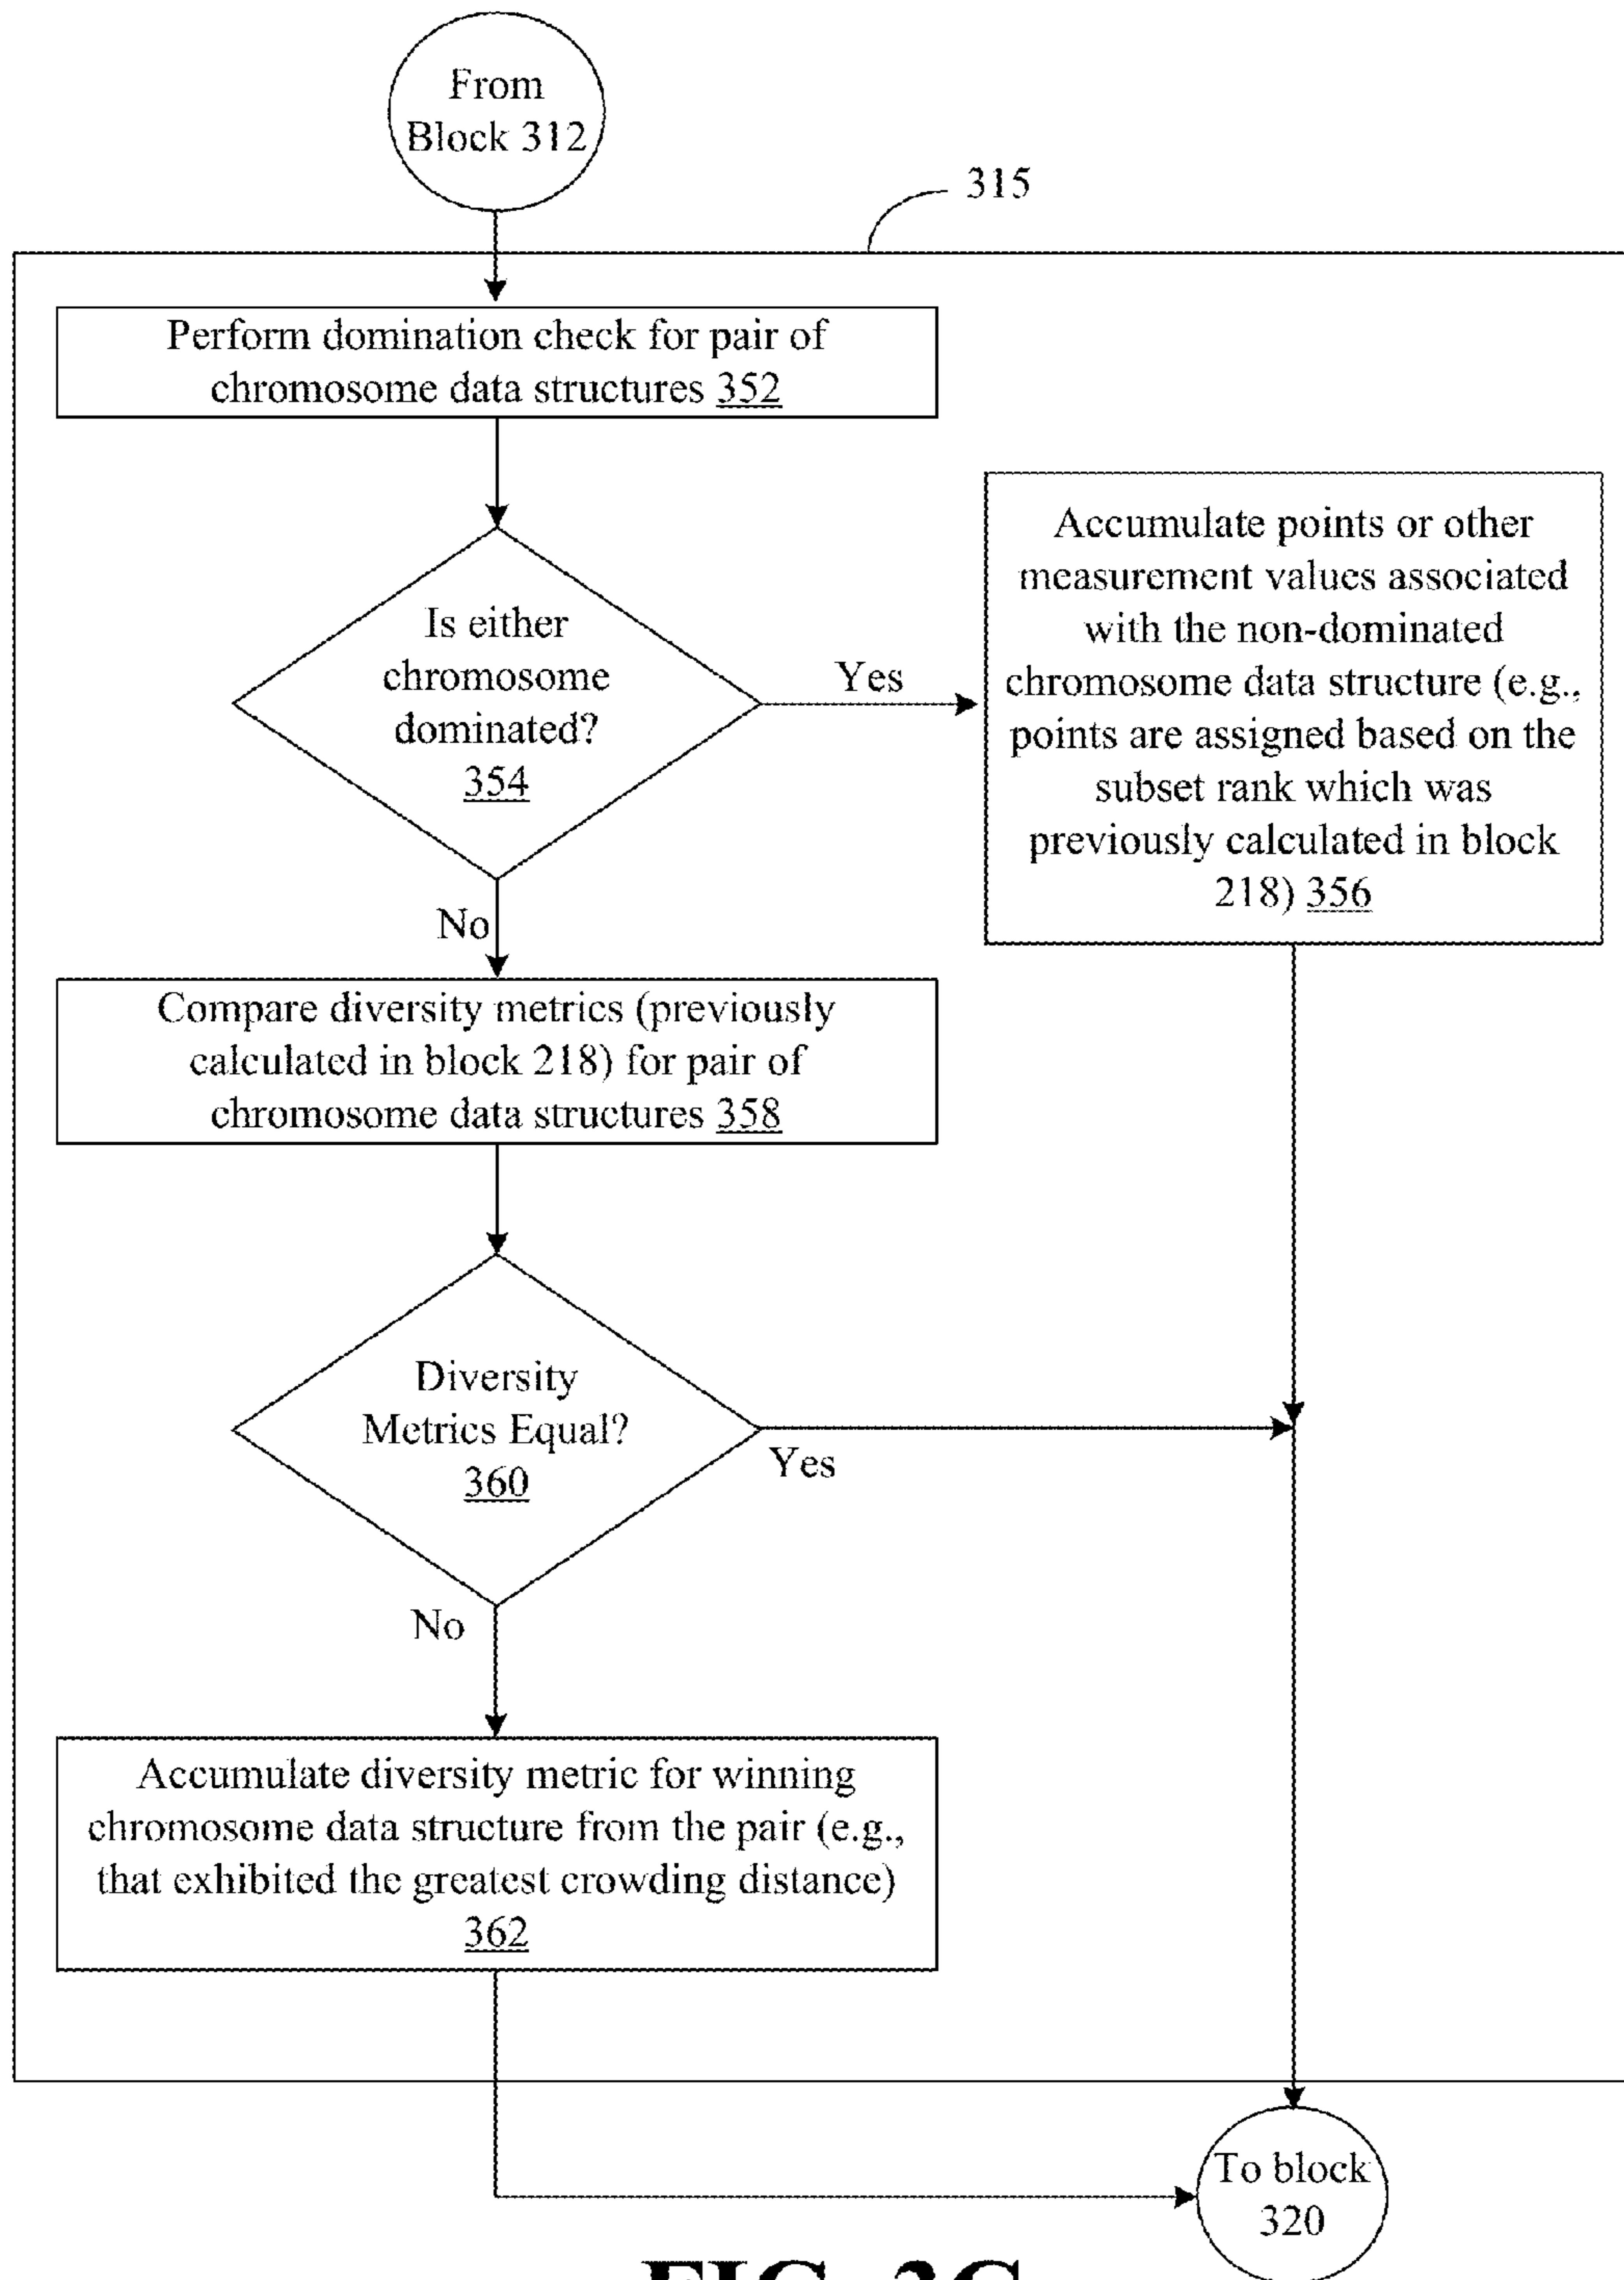 From
Block 312
315
Perform domination check for pair of
chromosome data structures 352
Is either
chromosome
dominated?
354
Yes
Accumulate points or other
measurement values associated
with the non-dominated
chromosome data structure (e.g.,
points are assigned based on the
subset rank which was
previously calculated in block
218) 356
No
Compare diversity metrics (previously
calculated in block 218) for pair of
chromosome data structures 358
Diversity
Metrics Equal?
360
Yes
No
Accumulate diversity metric for winning
chromosome data structure from the pair (e.g.,
that exhibited the greatest crowding distance)
362
To block
320